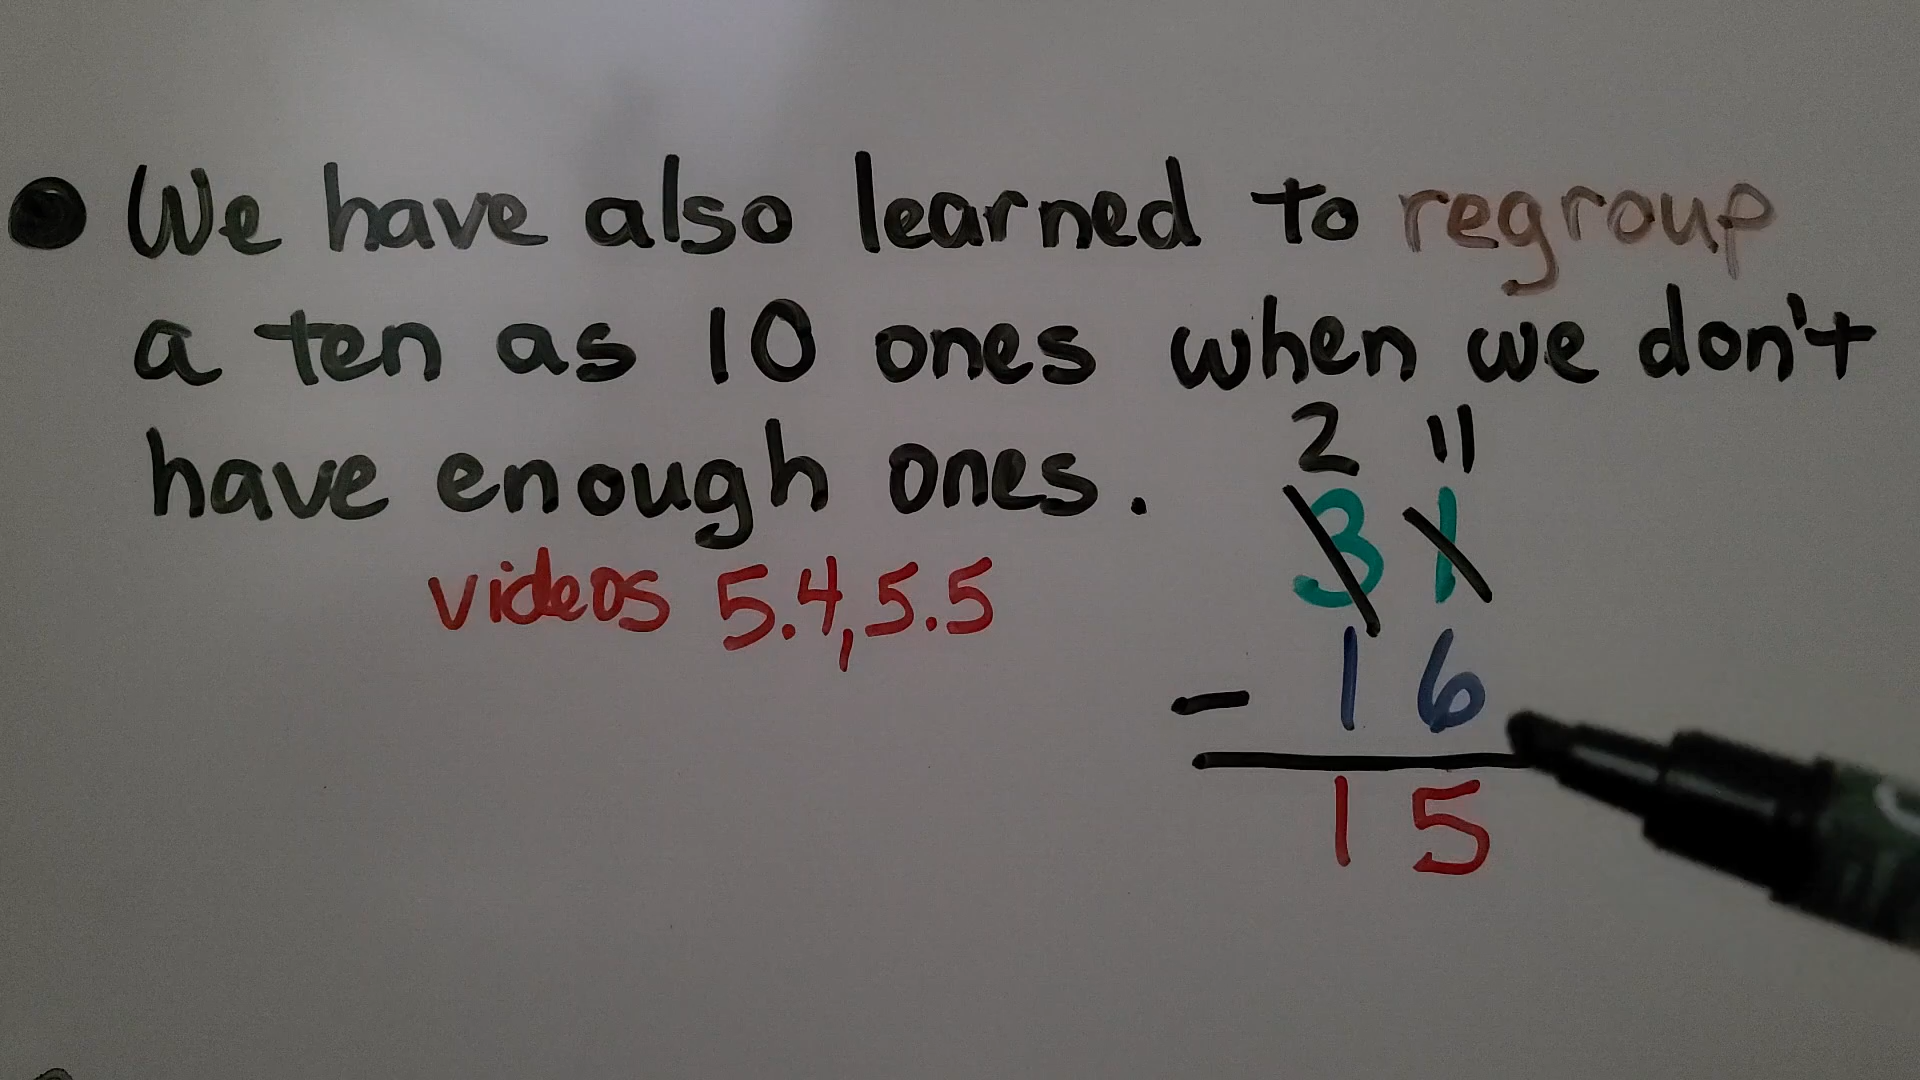 We have also learned to regroup
a ten as 10 ones when we don't
have enough ones.
videos 5.4, 5.5
2 11
31
- 16
15